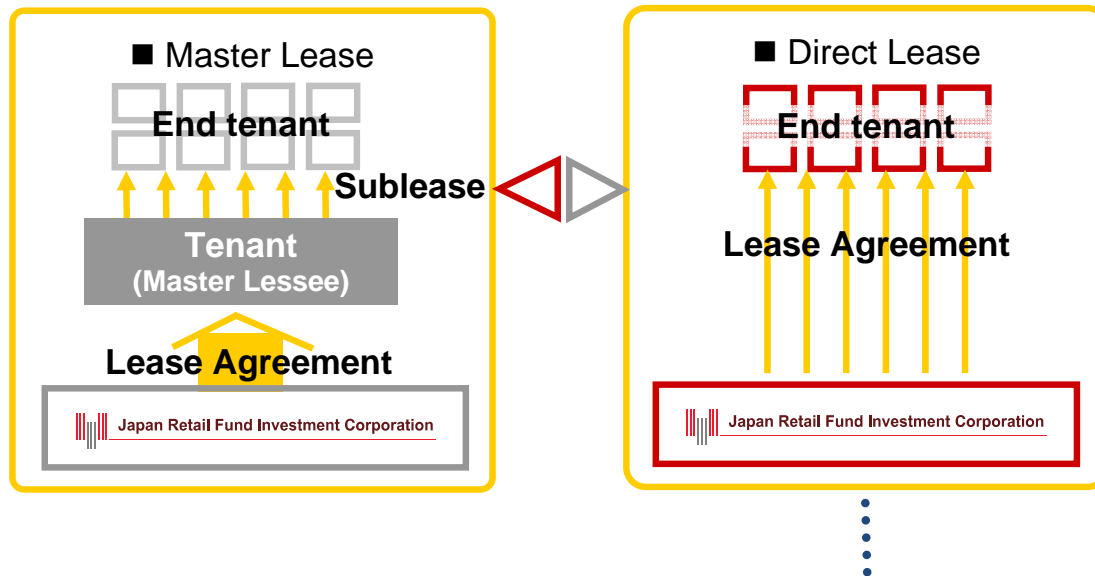 ■ Master Lease
End tenant
Sublease
Tenant
(Master Lessee)
Lease Agreement
Japan Retail Fund Investment Corporation
■ Direct Lease
End tenant
Lease Agreement
Japan Retail Fund Investment Corporation